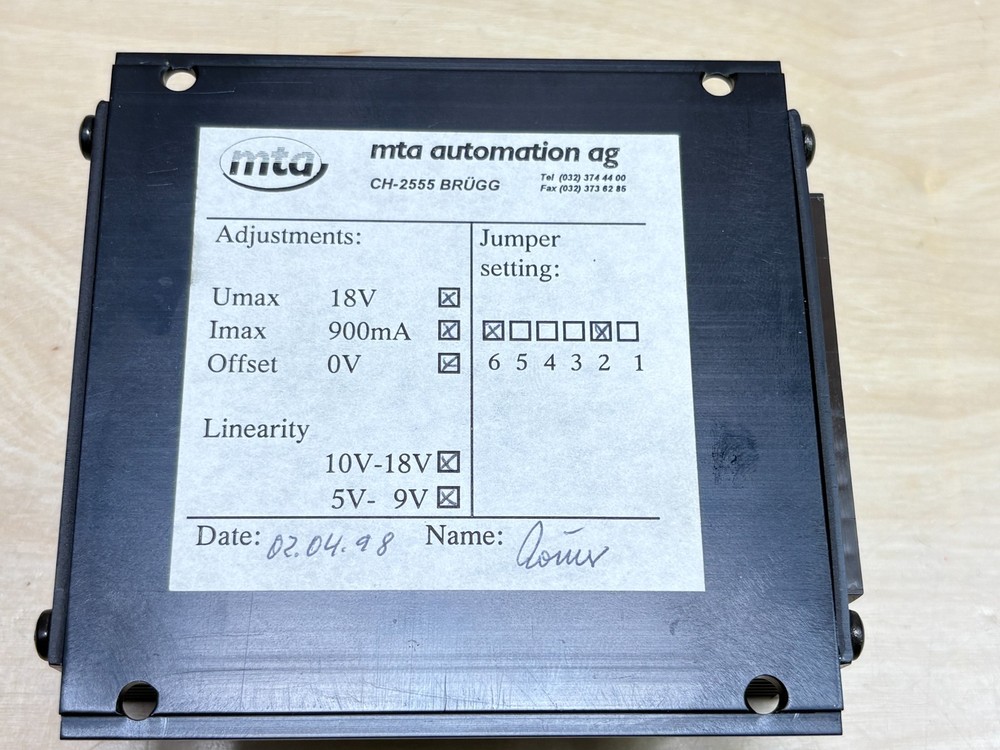 mta
mta automation ag
CH-2555 BRÜGG
Tel (032) 374 44 00
Fax (032) 373 62 85
Adjustments:
Umax 18V ☒
Imax 900mA ☒
Offset 0V ☒
Linearity
10V-18V ☒
5V- 9V ☒
Jumper
setting:
☒☐☐☐☒☐
6 5 4 3 2 1
Date: 02.04.98 Name: